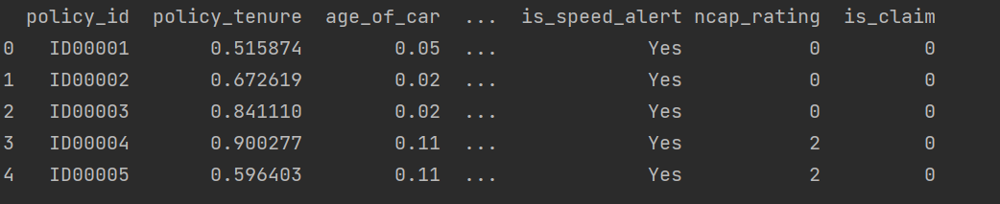 policy_id policy_tenure age_of_car ... is_speed_alert ncap_rating is_claim
0 ID00001 0.515874 0.05 ... Yes 0 0
1 ID00002 0.672619 0.02 ... Yes 0 0
2 ID00003 0.841110 0.02 ... Yes 0 0
3 ID00004 0.900277 0.11 ... Yes 2 0
4 ID00005 0.596403 0.11 ... Yes 2 0